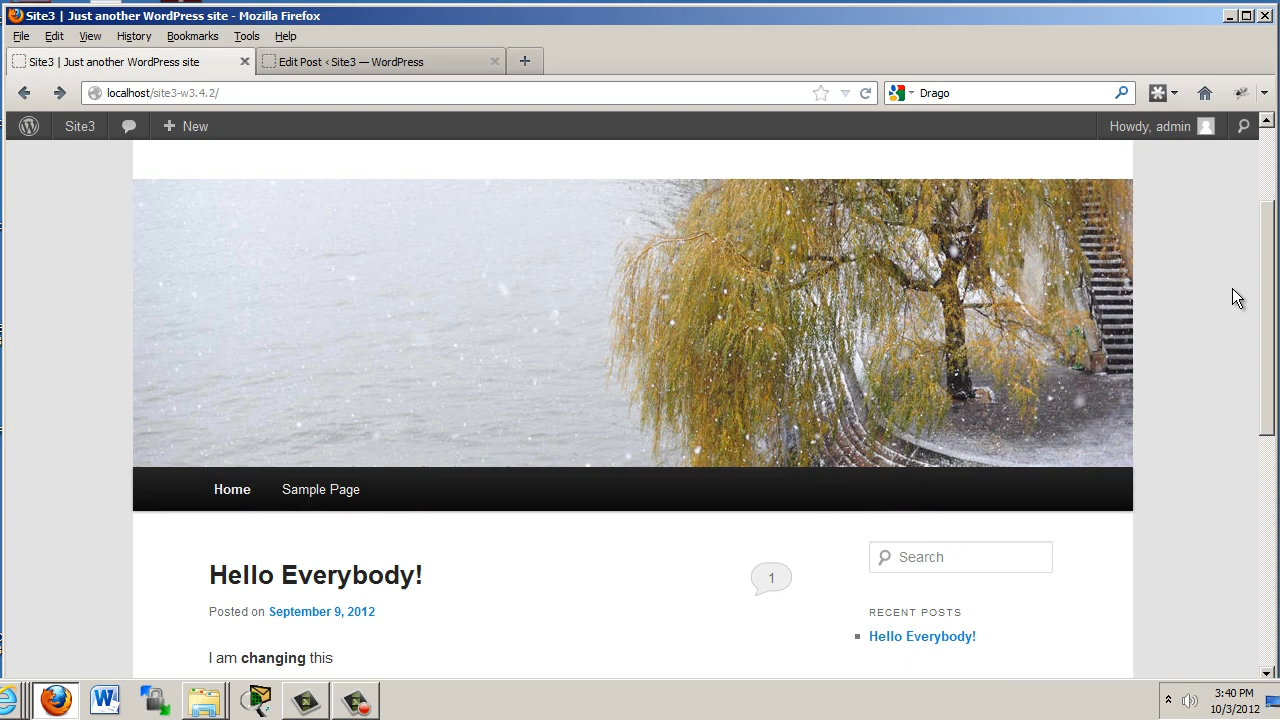 Site3 | Just another WordPress site - Mozilla Firefox
File Edit View History Bookmarks Tools Help
Site3 | Just another WordPress site
Edit Post ‹ Site3 — WordPress
localhost/site3-w3.4.2/
Drago
Site3
New
Howdy, admin
Home
Sample Page
Hello Everybody!
1
Posted on September 9, 2012
I am changing this
Search
RECENT POSTS
Hello Everybody!
3:40 PM
10/3/2012